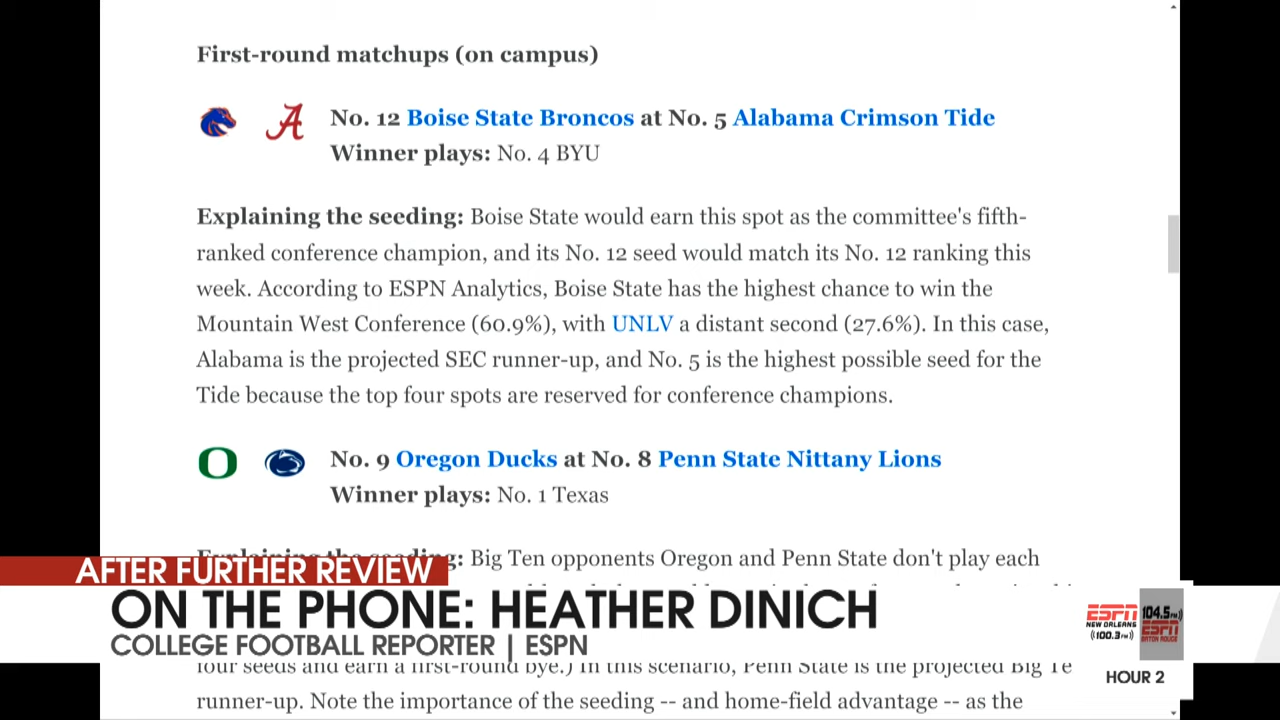 First-round matchups (on campus)
No. 12 Boise State Broncos at No. 5 Alabama Crimson Tide
Winner plays: No. 4 BYU
Explaining the seeding: Boise State would earn this spot as the committee's fifth-
ranked conference champion, and its No. 12 seed would match its No. 12 ranking this
week. According to ESPN Analytics, Boise State has the highest chance to win the
Mountain West Conference (60.9%), with UNLV a distant second (27.6%). In this case,
Alabama is the projected SEC runner-up, and No. 5 is the highest possible seed for the
Tide because the top four spots are reserved for conference champions.
No. 9 Oregon Ducks at No. 8 Penn State Nittany Lions
Winner plays: No. 1 Texas
Explaining the seeding: Big Ten opponents Oregon and Penn State don't play each
AFTER FURTHER REVIEW
ON THE PHONE: HEATHER DINICH
COLLEGE FOOTBALL REPORTER | ESPN
ESPN
NEW ORLEANS
(100.3 FM)
104.5 FM
ESPN
BATON ROUGE
HOUR 2
four seeds and earn a first-round bye.) In this scenario, Penn State is the projected Big Te
runner-up. Note the importance of the seeding -- and home-field advantage -- as the